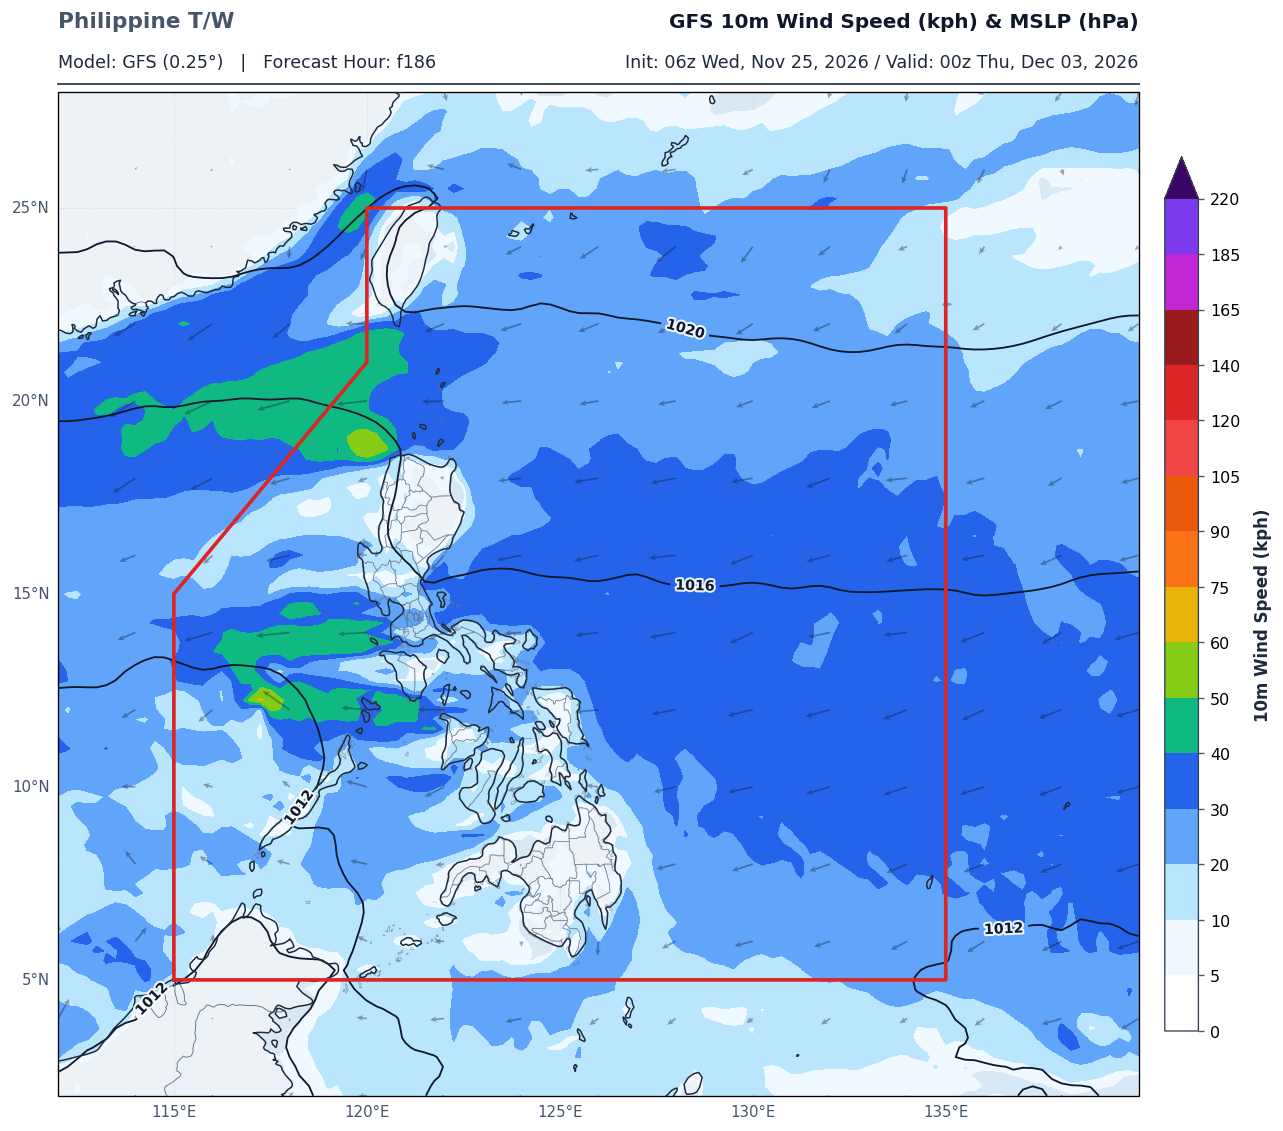 Philippine T/W
GFS 10m Wind Speed (kph) & MSLP (hPa)
Model: GFS (0.25°) | Forecast Hour: f186
Init: 06z Wed, Nov 25, 2026 / Valid: 00z Thu, Dec 03, 2026
25°N
20°N
15°N
10°N
5°N
115°E
120°E
125°E
130°E
135°E
1020
1016
1012
1012
1012
220
185
165
140
120
105
90
75
60
50
40
30
20
10
5
0
10m Wind Speed (kph)